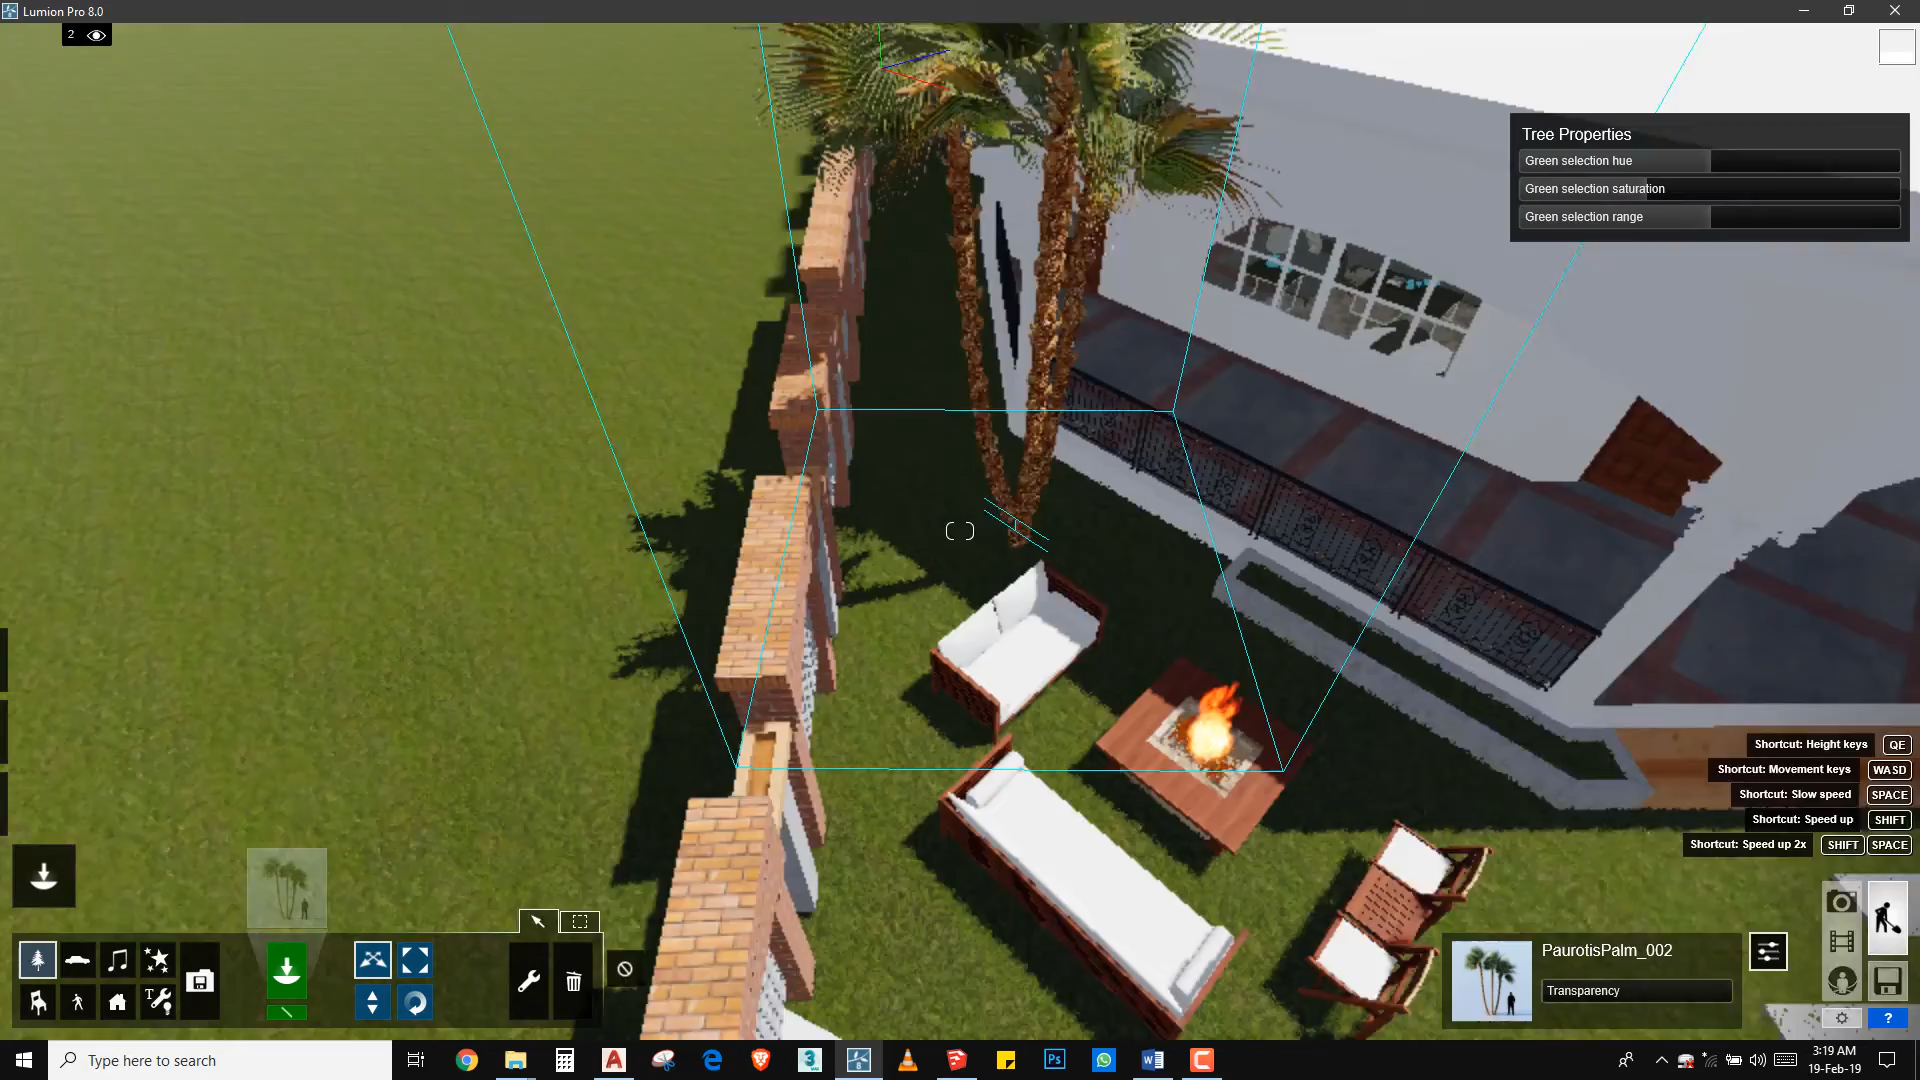 Lumion Pro 8.0
2
Tree Properties
Green selection hue
Green selection saturation
Green selection range
Shortcut: Height keys QE
Shortcut: Movement keys WASD
Shortcut: Slow speed SPACE
Shortcut: Speed up SHIFT
Shortcut: Speed up 2x SHIFT SPACE
PaurotisPalm_002
Transparency
?
Type here to search
3:19 AM
19-Feb-19